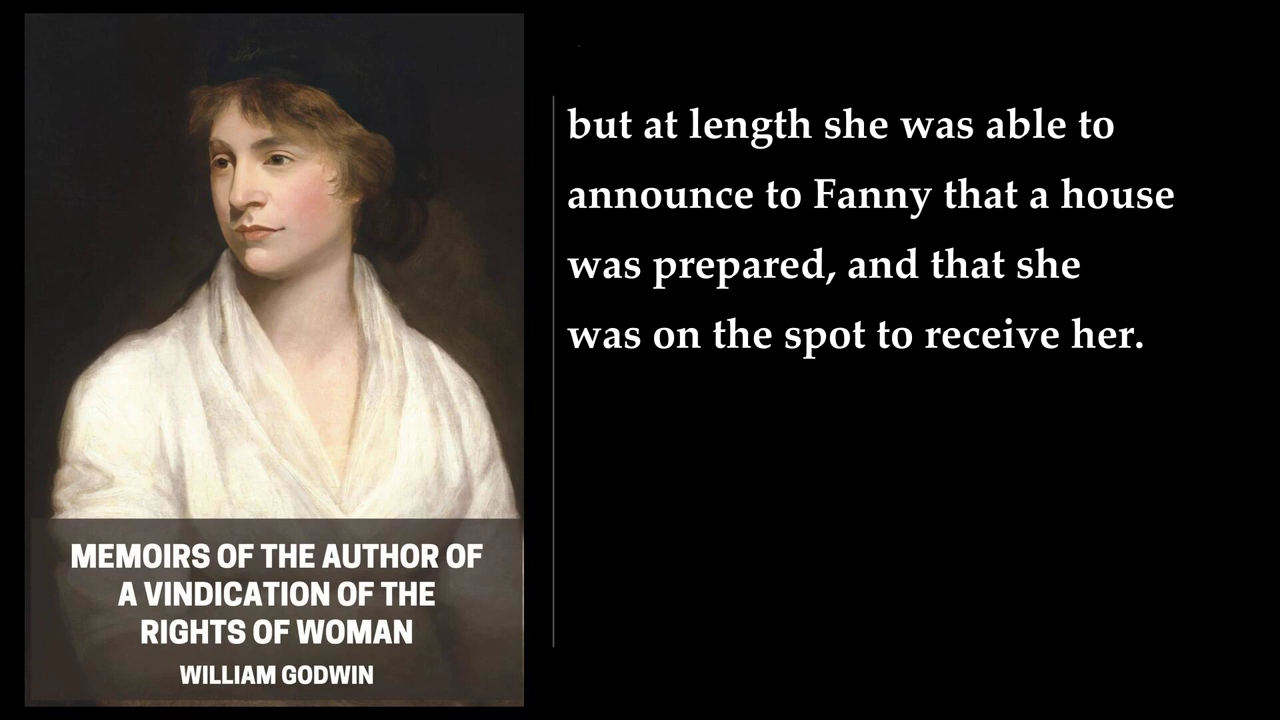 but at length she was able to
announce to Fanny that a house
was prepared, and that she
was on the spot to receive her.
MEMOIRS OF THE AUTHOR OF
A VINDICATION OF THE
RIGHTS OF WOMAN
WILLIAM GODWIN